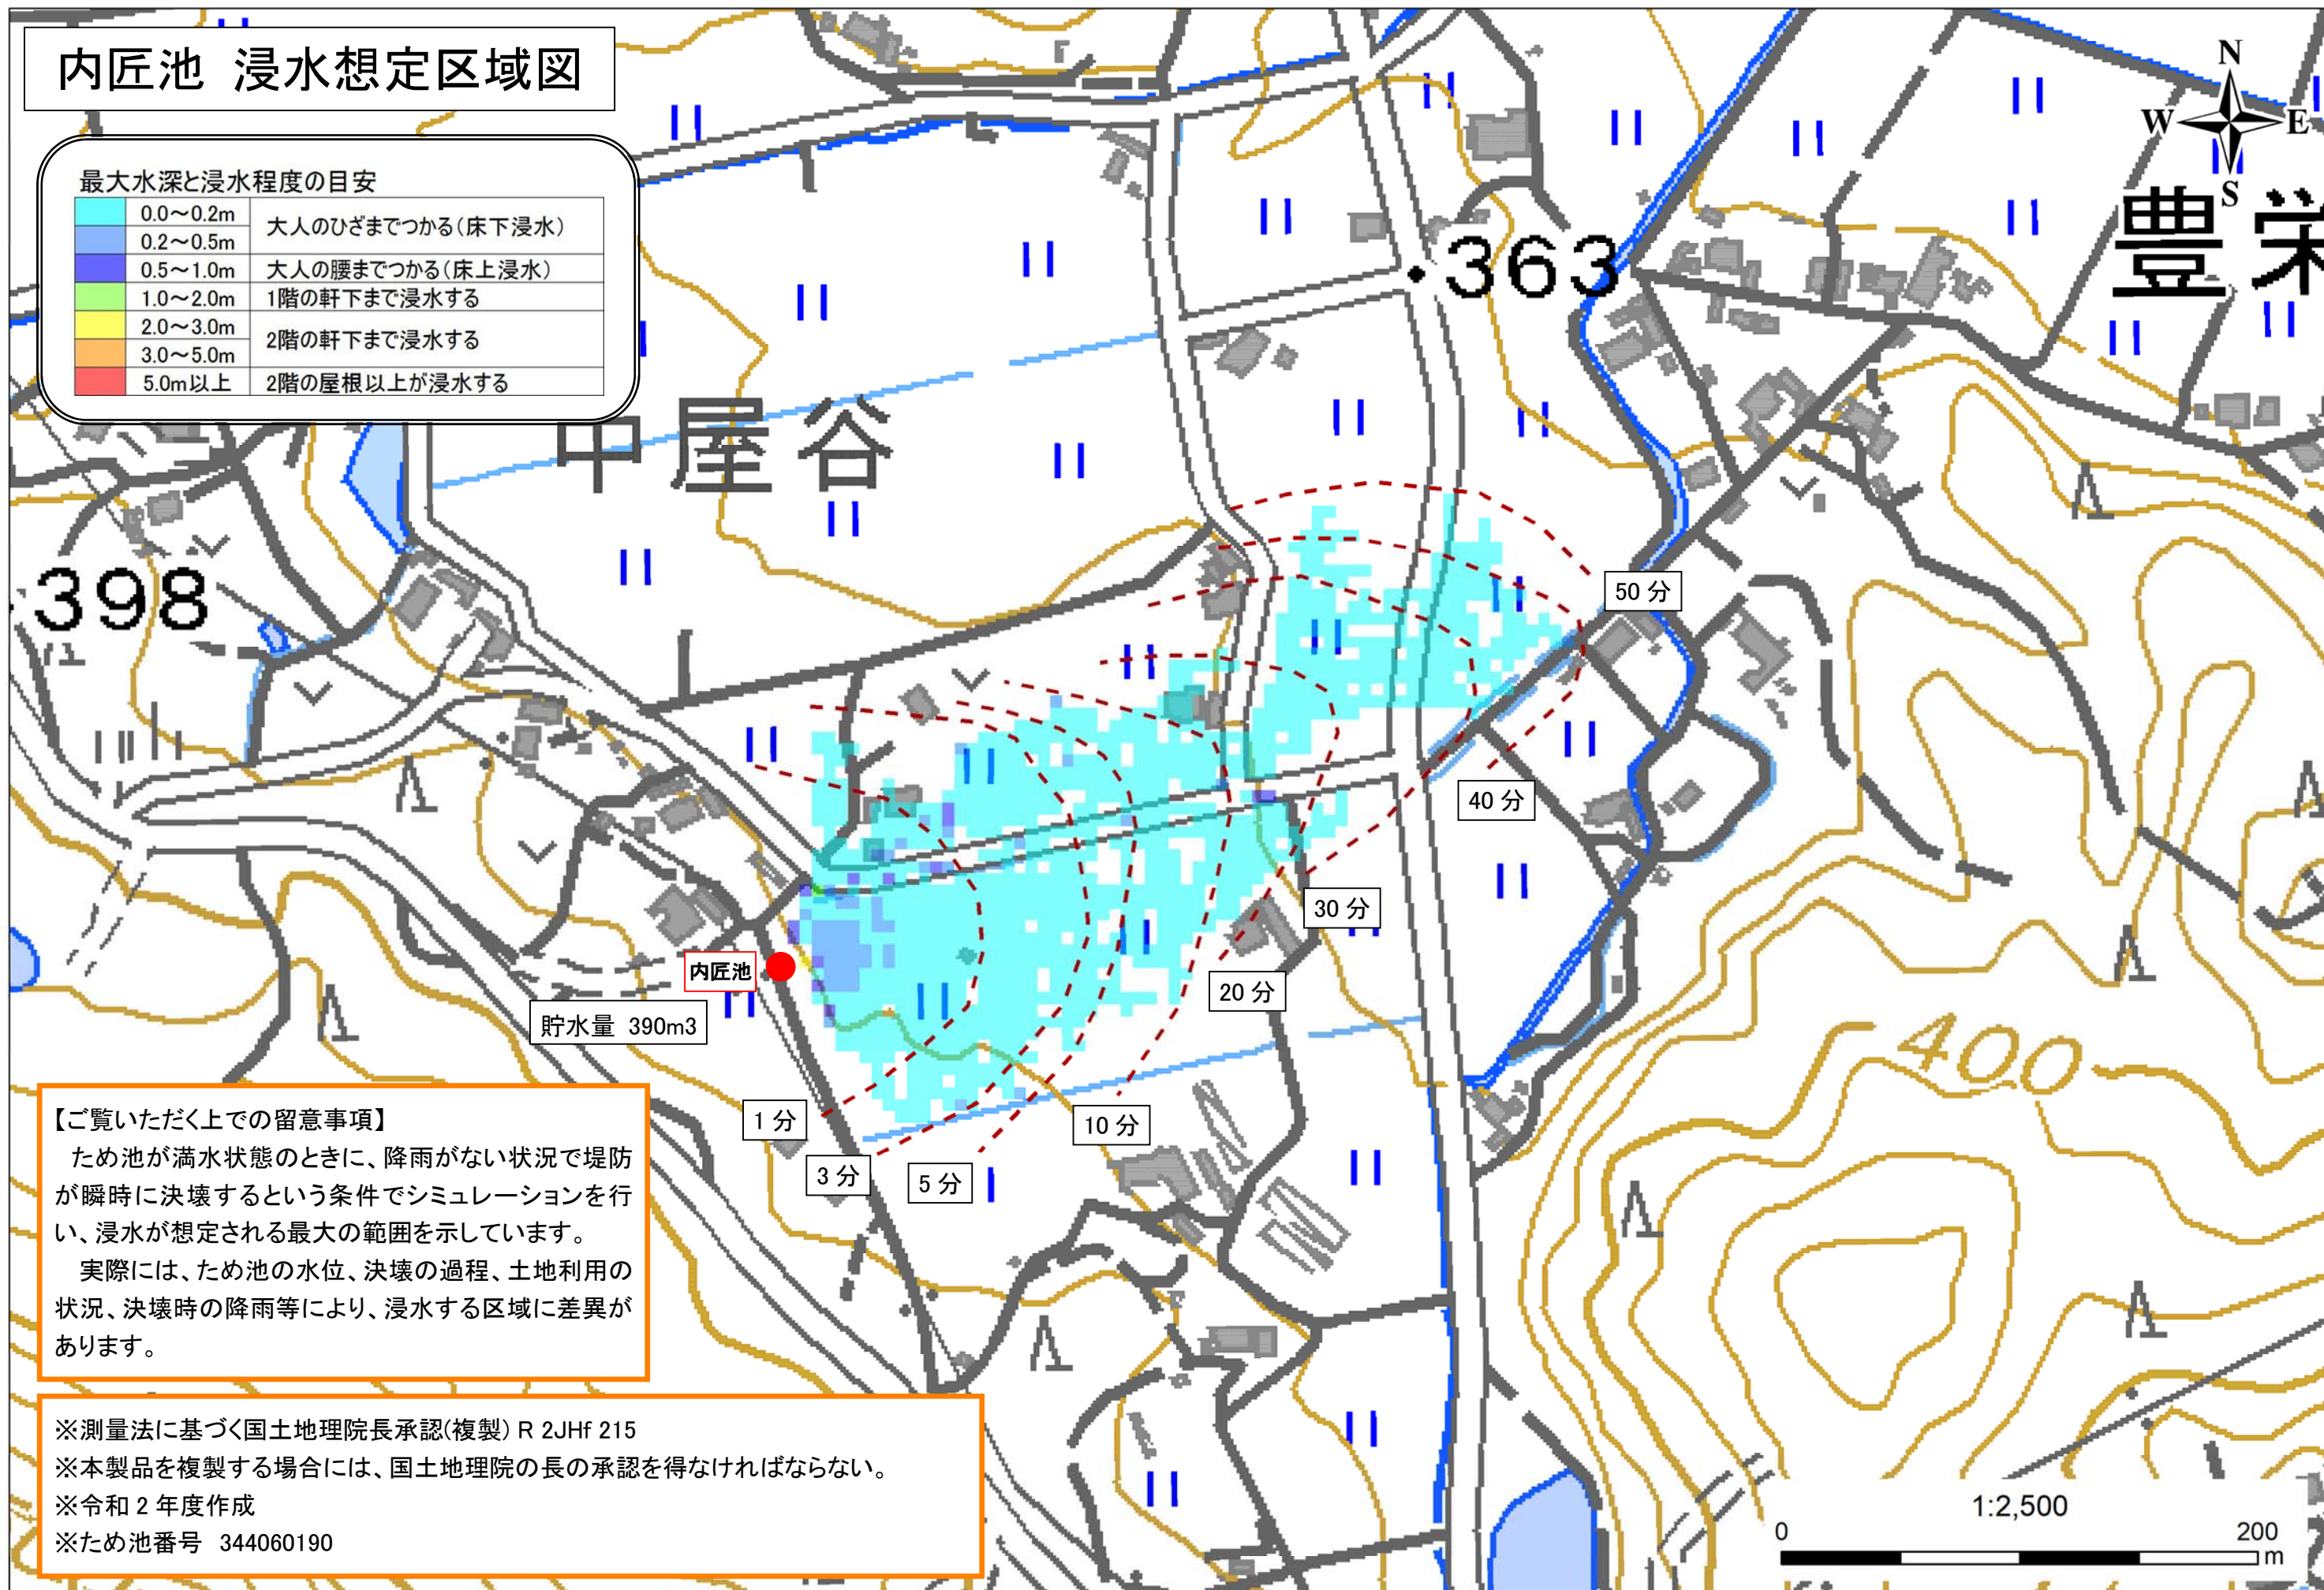 内匠池 浸水想定区域図
最大水深と浸水程度の目安
0.0～0.2m
大人のひざまでつかる(床下浸水)
0.2～0.5m
0.5～1.0m 大人の腰までつかる(床上浸水)
1.0～2.0m 1階の軒下まで浸水する
2.0～3.0m
2階の軒下まで浸水する
3.0～5.0m
5.0m以上 2階の屋根以上が浸水する
N
W E
S
豊栄
363
中屋谷
398
50 分
40 分
30 分
20 分
10 分
5 分
3 分
1 分
内匠池
貯水量 390m3
400
【ご覧いただく上での留意事項】
ため池が満水状態のときに、降雨がない状況で堤防
が瞬時に決壊するという条件でシミュレーションを行
い、浸水が想定される最大の範囲を示しています。
実際には、ため池の水位、決壊の過程、土地利用の
状況、決壊時の降雨等により、浸水する区域に差異が
あります。
※測量法に基づく国土地理院長承認(複製) R 2JHf 215
※本製品を複製する場合には、国土地理院の長の承認を得なければならない。
※令和 2 年度作成
※ため池番号 344060190
1:2,500
0 200
m